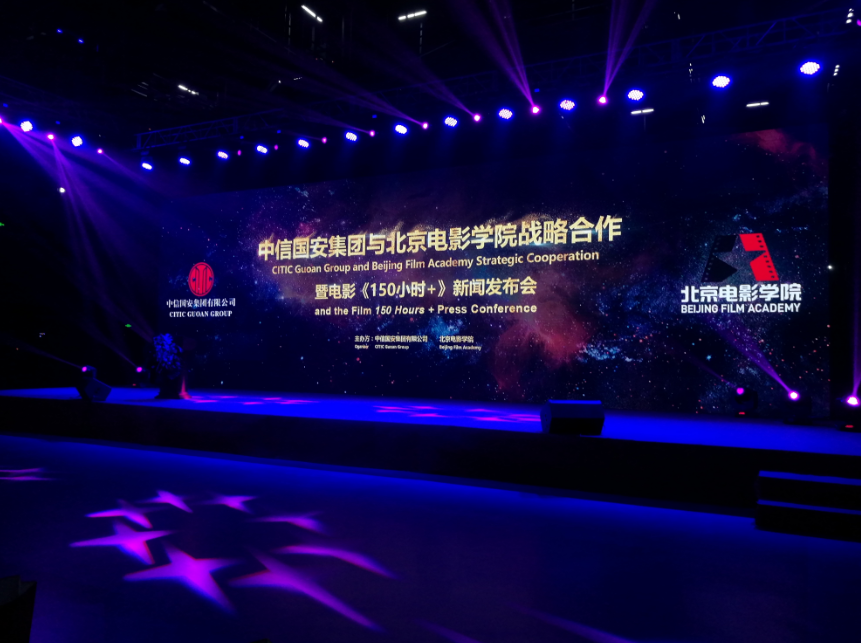 中信国安集团与北京电影学院战略合作
CITIC Guoan Group and Beijing Film Academy Strategic Cooperation
暨电影《150小时+》新闻发布会
and the Film 150 Hours + Press Conference
中信国安集团有限公司
CITIC GUOAN GROUP
北京电影学院
BEIJING FILM ACADEMY
主办方：中信国安集团有限公司 北京电影学院
CITIC Guoan Group Beijing Film Academy